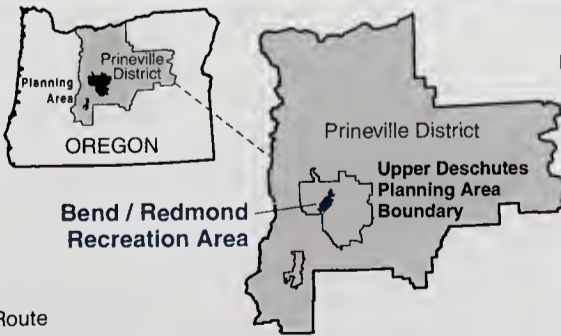 Planning
Area
Prineville
District
OREGON
Prineville District
Upper Deschutes
Planning Area
Boundary
Bend / Redmond
Recreation Area
Route